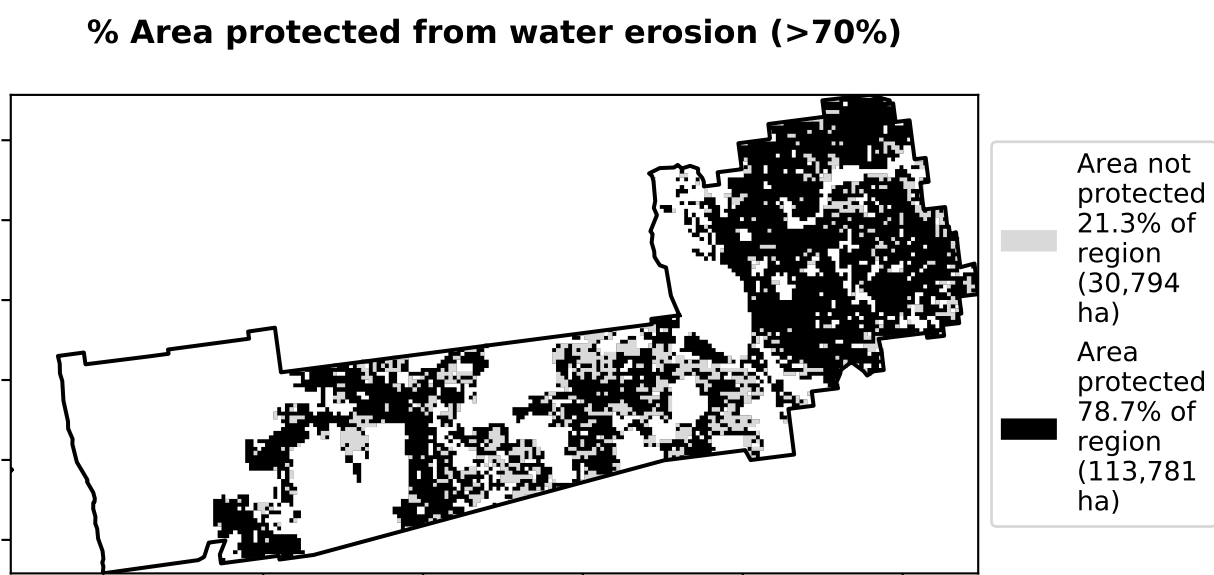 % Area protected from water erosion (>70%)
Area not
protected
21.3% of
region
(30,794
ha)
Area
protected
78.7% of
region
(113,781
ha)